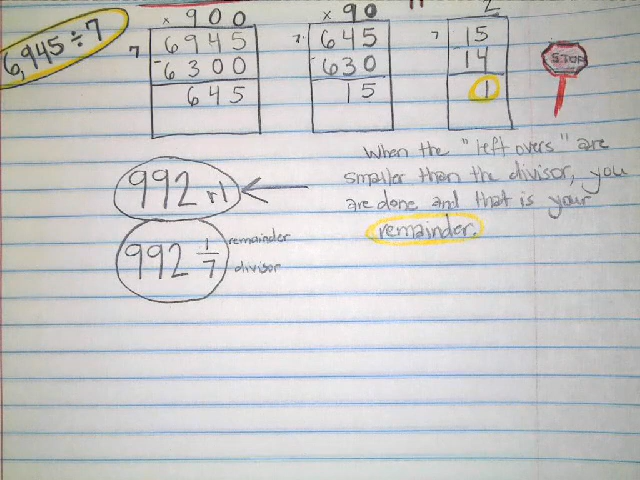 6,945 ÷ 7
x 900
7 6945
-6300
645
x 90
7. 645
-630
15
2
7 15
14
1
STOP
992 r1
When the "left overs" are
smaller than the divisor, you
are done and that is your
remainder.
992 1/7 remainder
divisor